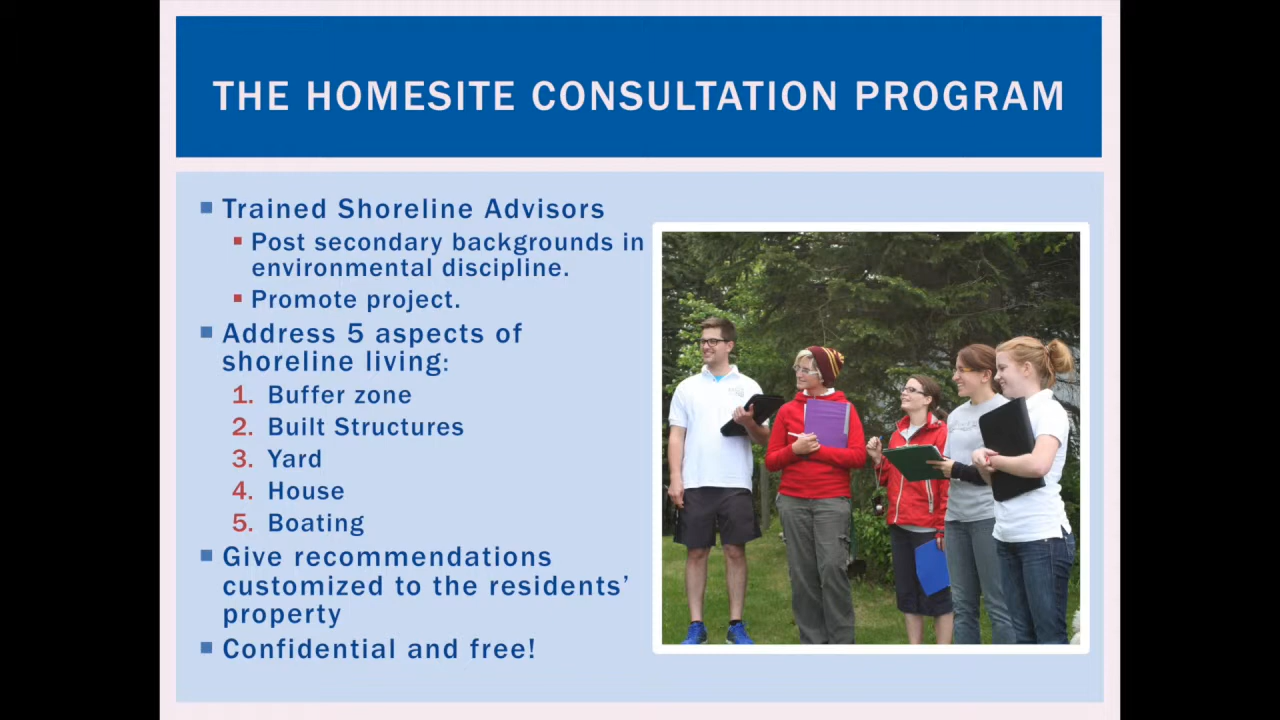 THE HOMESITE CONSULTATION PROGRAM
Trained Shoreline Advisors
Post secondary backgrounds in
environmental discipline.
Promote project.
Address 5 aspects of
shoreline living:
1. Buffer zone
2. Built Structures
3. Yard
4. House
5. Boating
Give recommendations
customized to the residents’
property
Confidential and free!